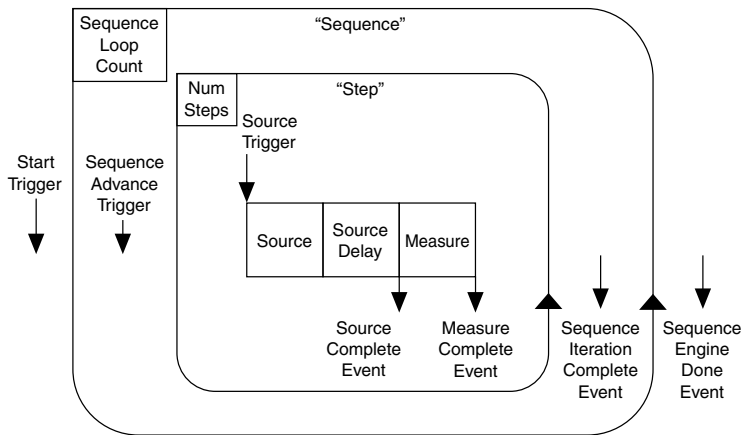 Sequence
Loop
Count
“Sequence”
Num
Steps
“Step”
Source
Trigger
Start
Trigger
Sequence
Advance
Trigger
Source
Source
Delay
Measure
Source
Complete
Event
Measure
Complete
Event
Sequence
Iteration
Complete
Event
Sequence
Engine
Done
Event